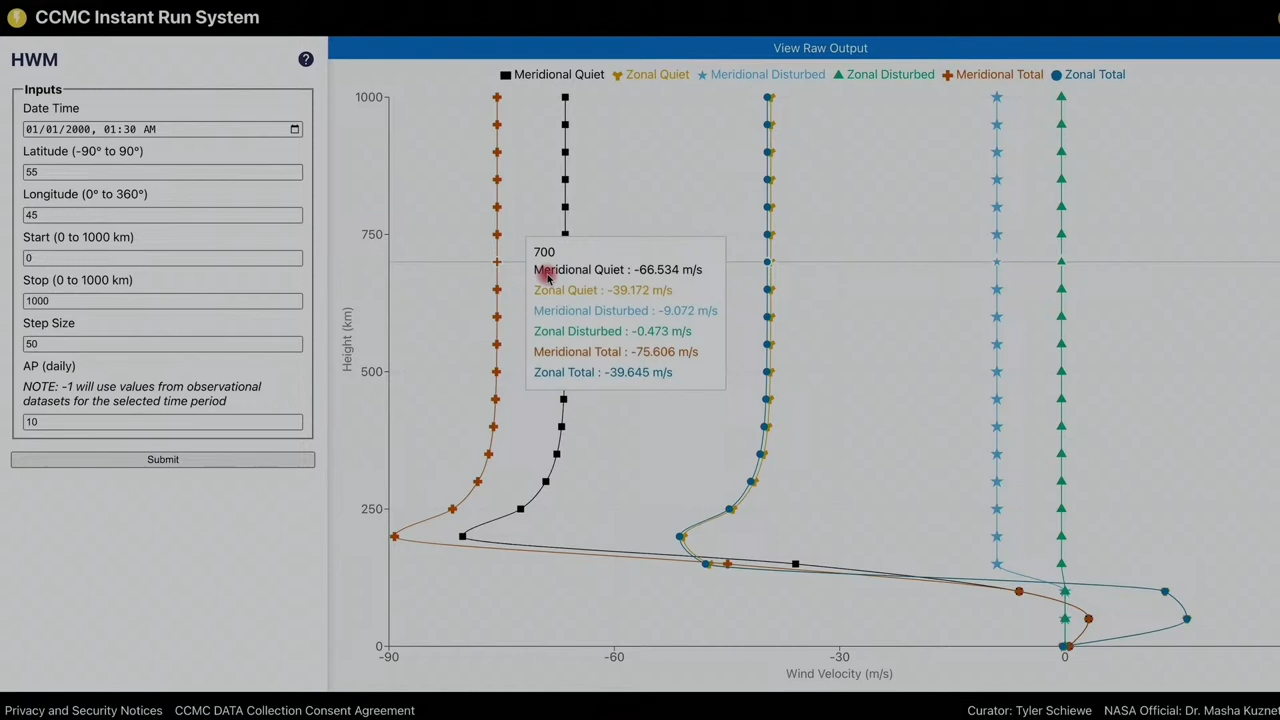 CCMC Instant Run System
HWM
?
Inputs
Date Time
01/01/2000, 01:30 AM
Latitude (-90° to 90°)
55
Longitude (0° to 360°)
45
Start (0 to 1000 km)
0
Stop (0 to 1000 km)
1000
Step Size
50
AP (daily)
NOTE: -1 will use values from observational
datasets for the selected time period
10
Submit
View Raw Output
Meridional Quiet Zonal Quiet Meridional Disturbed Zonal Disturbed Meridional Total Zonal Total
1000
750
500
250
0
Height (km)
700
Meridional Quiet : -66.534 m/s
Zonal Quiet : -39.172 m/s
Meridional Disturbed : -9.072 m/s
Zonal Disturbed : -0.473 m/s
Meridional Total : -75.606 m/s
Zonal Total : -39.645 m/s
-90 -60 -30 0
Wind Velocity (m/s)
Privacy and Security Notices CCMC DATA Collection Consent Agreement Curator: Tyler Schiewe NASA Official: Dr. Masha Kuznet